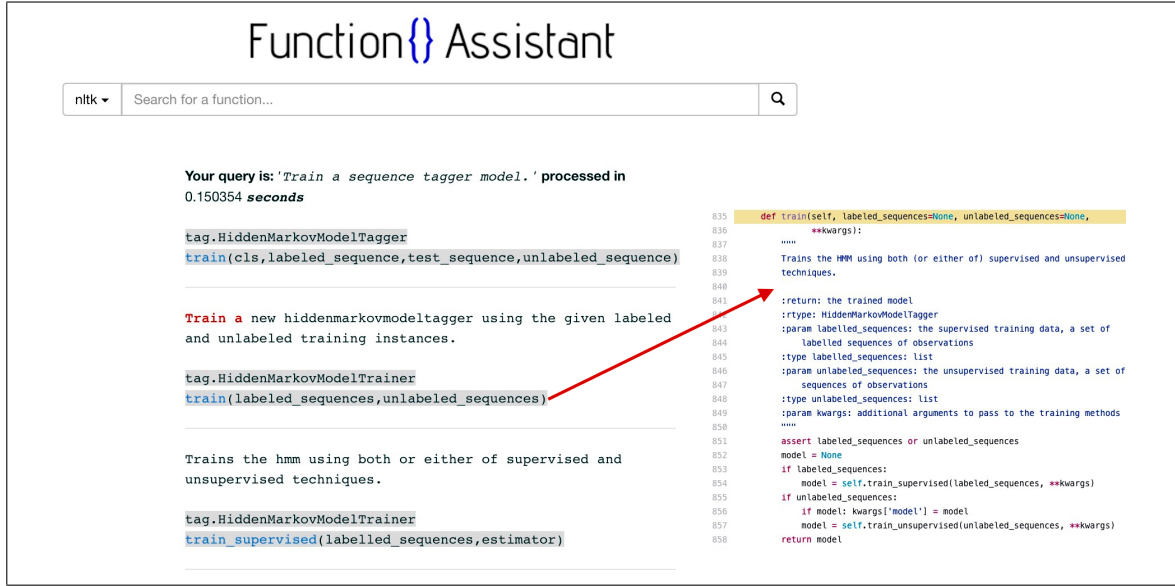 Function{} Assistant
nltk
Search for a function...
Your query is: 'Train a sequence tagger model.' processed in
0.150354 seconds
tag.HiddenMarkovModelTagger
train(cls,labeled_sequence,test_sequence,unlabeled_sequence)
Train a new hiddenmarkovmodeltagger using the given labeled
and unlabeled training instances.
tag.HiddenMarkovModelTrainer
train(labeled_sequences,unlabeled_sequences)
Trains the hmm using both or either of supervised and
unsupervised techniques.
tag.HiddenMarkovModelTrainer
train_supervised(labelled_sequences,estimator)
835 def train(self, labeled_sequences=None, unlabeled_sequences=None,
836 **kwargs):
837 """
838 Trains the HMM using both (or either of) supervised and unsupervised
839 techniques.
840
841 :return: the trained model
842 :rtype: HiddenMarkovModelTagger
843 :param labelled_sequences: the supervised training data, a set of
844 labelled sequences of observations
845 :type labelled_sequences: list
846 :param unlabeled_sequences: the unsupervised training data, a set of
847 sequences of observations
848 :type unlabeled_sequences: list
849 :param kwargs: additional arguments to pass to the training methods
850 """
851 assert labeled_sequences or unlabeled_sequences
852 model = None
853 if labeled_sequences:
854 model = self.train_supervised(labeled_sequences, **kwargs)
855 if unlabeled_sequences:
856 if model: kwargs['model'] = model
857 model = self.train_unsupervised(unlabeled_sequences, **kwargs)
858 return model